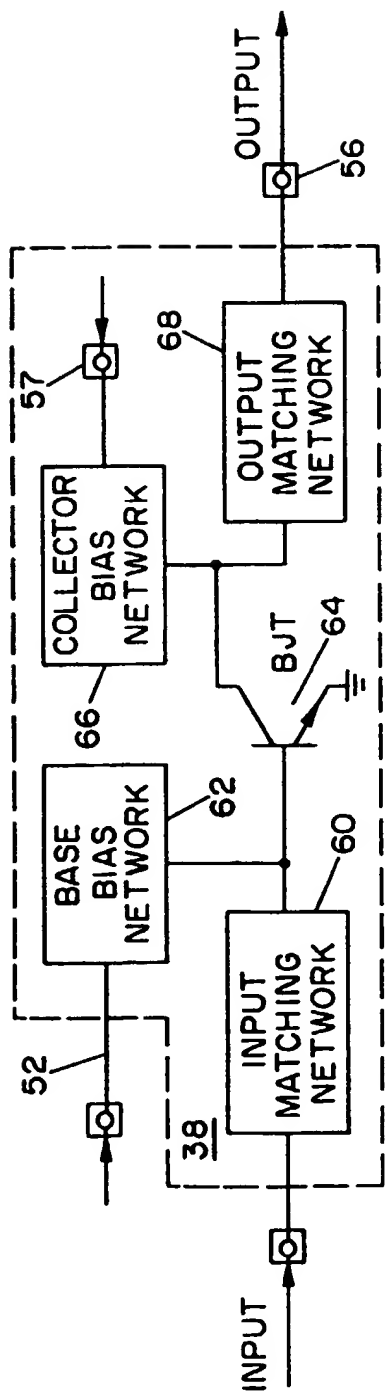 INPUT
38
INPUT
MATCHING
NETWORK
60
52
BASE
BIAS
NETWORK
62
BJT
64
COLLECTOR
BIAS
NETWORK
66
57
OUTPUT
MATCHING
NETWORK
68
OUTPUT
56